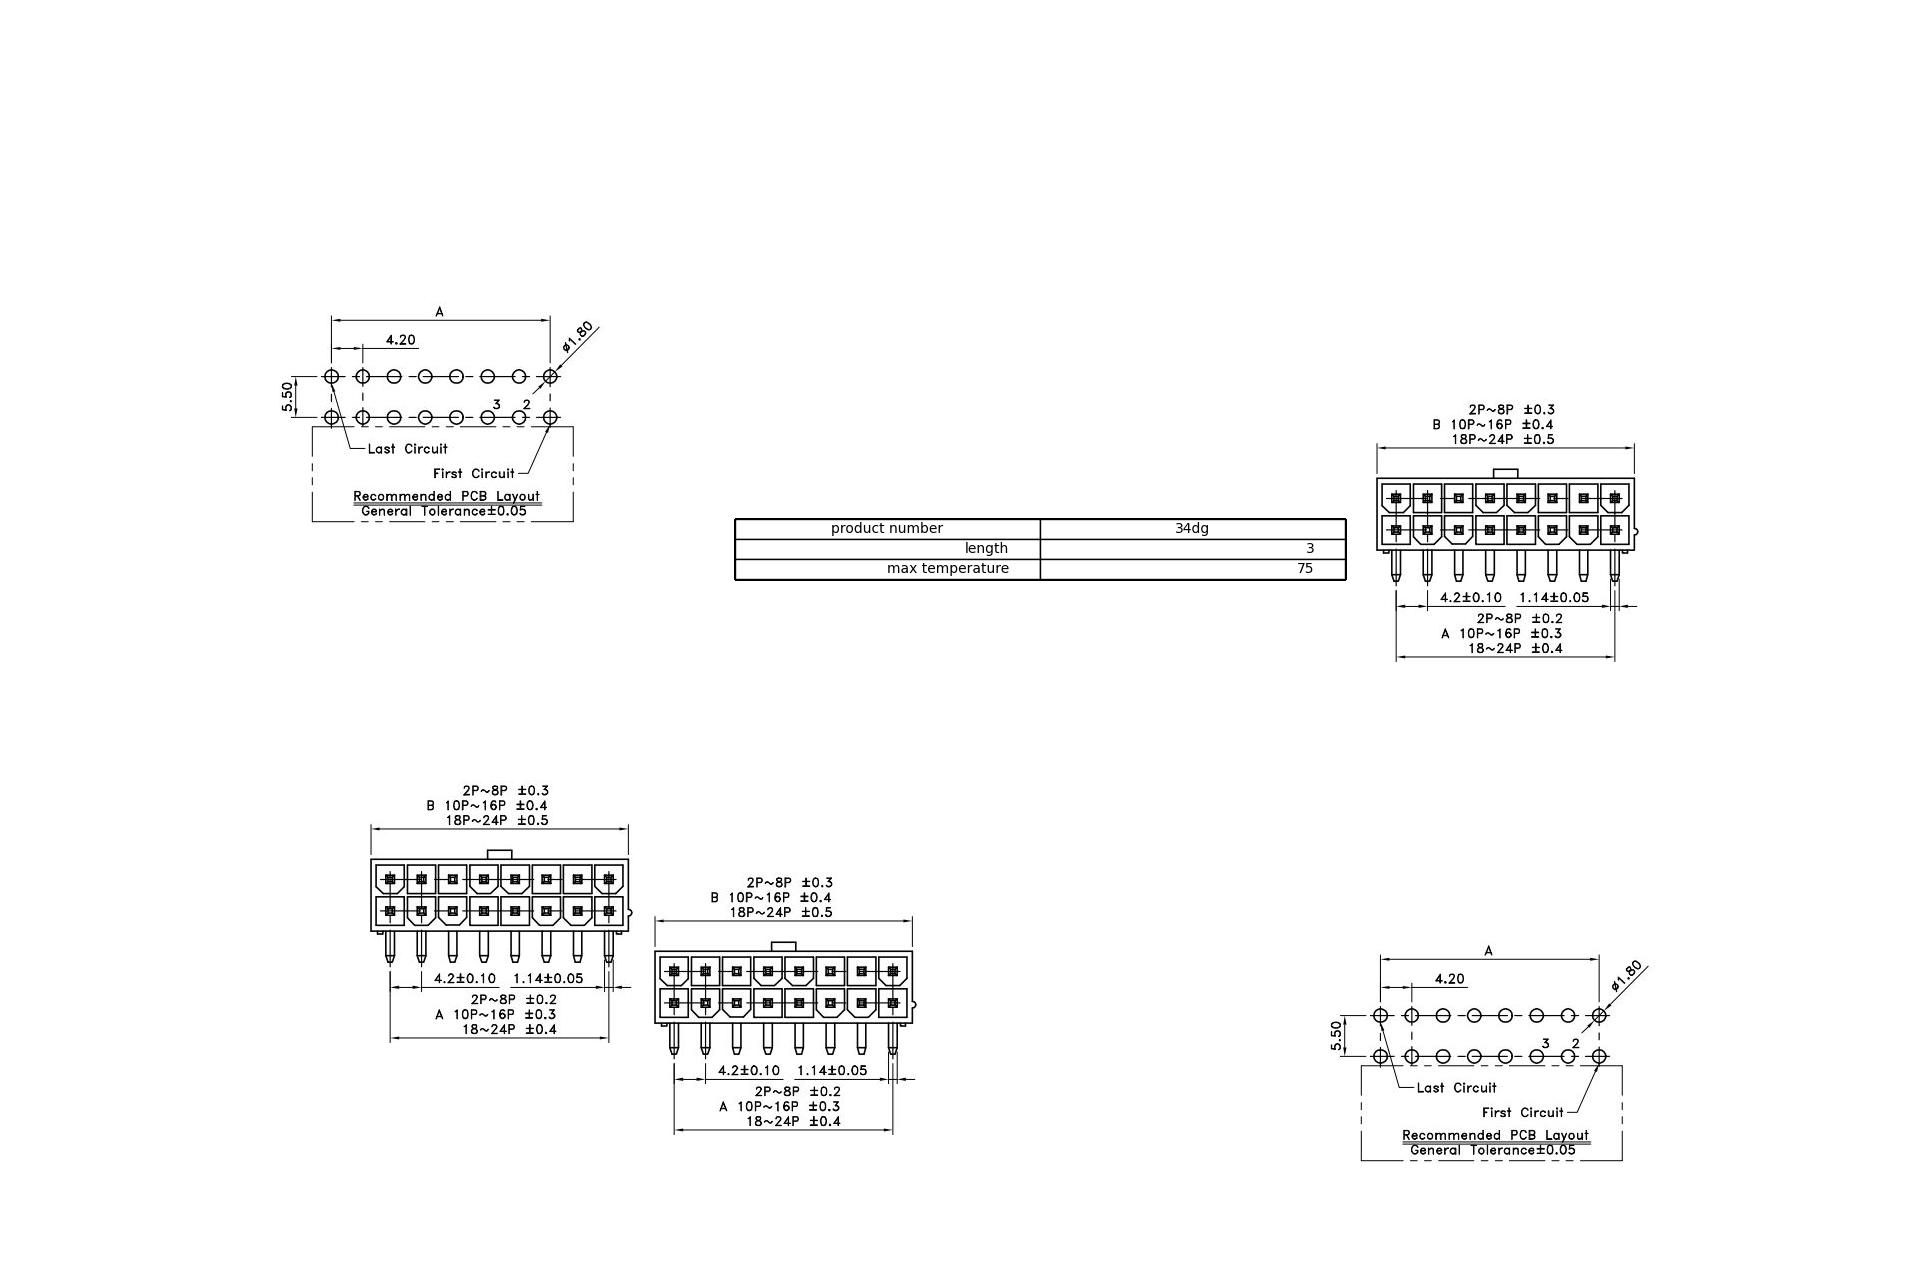 A
4.20
ø1.80
5.50
3 2
Last Circuit
First Circuit
Recommended PCB Layout
General Tolerance±0.05
product number 34dg
length 3
max temperature 75
2P~8P ±0.3
B 10P~16P ±0.4
18P~24P ±0.5
4.2±0.10 1.14±0.05
2P~8P ±0.2
A 10P~16P ±0.3
18~24P ±0.4
2P~8P ±0.3
B 10P~16P ±0.4
18P~24P ±0.5
4.2±0.10 1.14±0.05
2P~8P ±0.2
A 10P~16P ±0.3
18~24P ±0.4
2P~8P ±0.3
B 10P~16P ±0.4
18P~24P ±0.5
4.2±0.10 1.14±0.05
2P~8P ±0.2
A 10P~16P ±0.3
18~24P ±0.4
A
4.20
ø1.80
5.50
3 2
Last Circuit
First Circuit
Recommended PCB Layout
General Tolerance±0.05